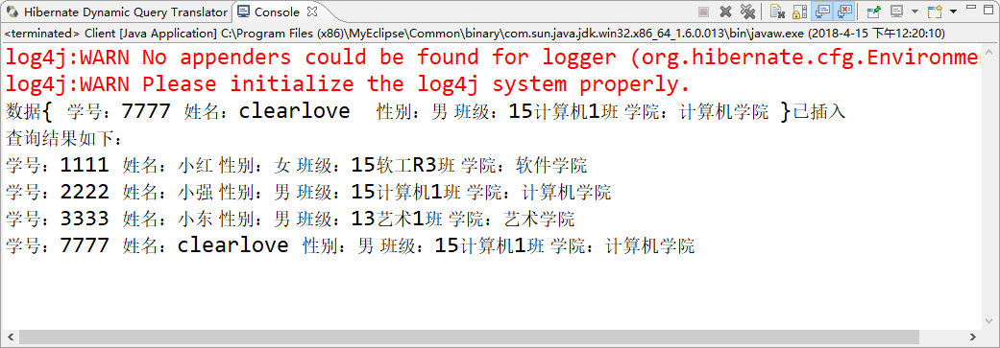 Hibernate Dynamic Query Translator Console
<terminated> Client [Java Application] C:\Program Files (x86)\MyEclipse\Common\binary\com.sun.java.jdk.win32.x86_64_1.6.0.013\bin\javaw.exe (2018-4-15 下午12:20:10)
log4j:WARN No appenders could be found for logger (org.hibernate.cfg.Environme
log4j:WARN Please initialize the log4j system properly.
数据{ 学号：7777 姓名：clearlove  性别：男 班级：15计算机1班 学院：计算机学院 }已插入
查询结果如下：
学号：1111 姓名：小红 性别：女 班级：15软工R3班 学院：软件学院
学号：2222 姓名：小强 性别：男 班级：15计算机1班 学院：计算机学院
学号：3333 姓名：小东 性别：男 班级：13艺术1班 学院：艺术学院
学号：7777 姓名：clearlove 性别：男 班级：15计算机1班 学院：计算机学院